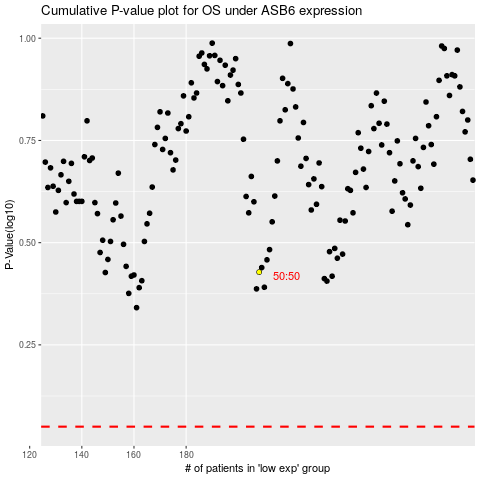 Cumulative P-value plot for OS under ASB6 expression
1.00
0.75
0.50
0.25
P-Value(log10)
50:50
120 140 160 180
# of patients in 'low exp' group